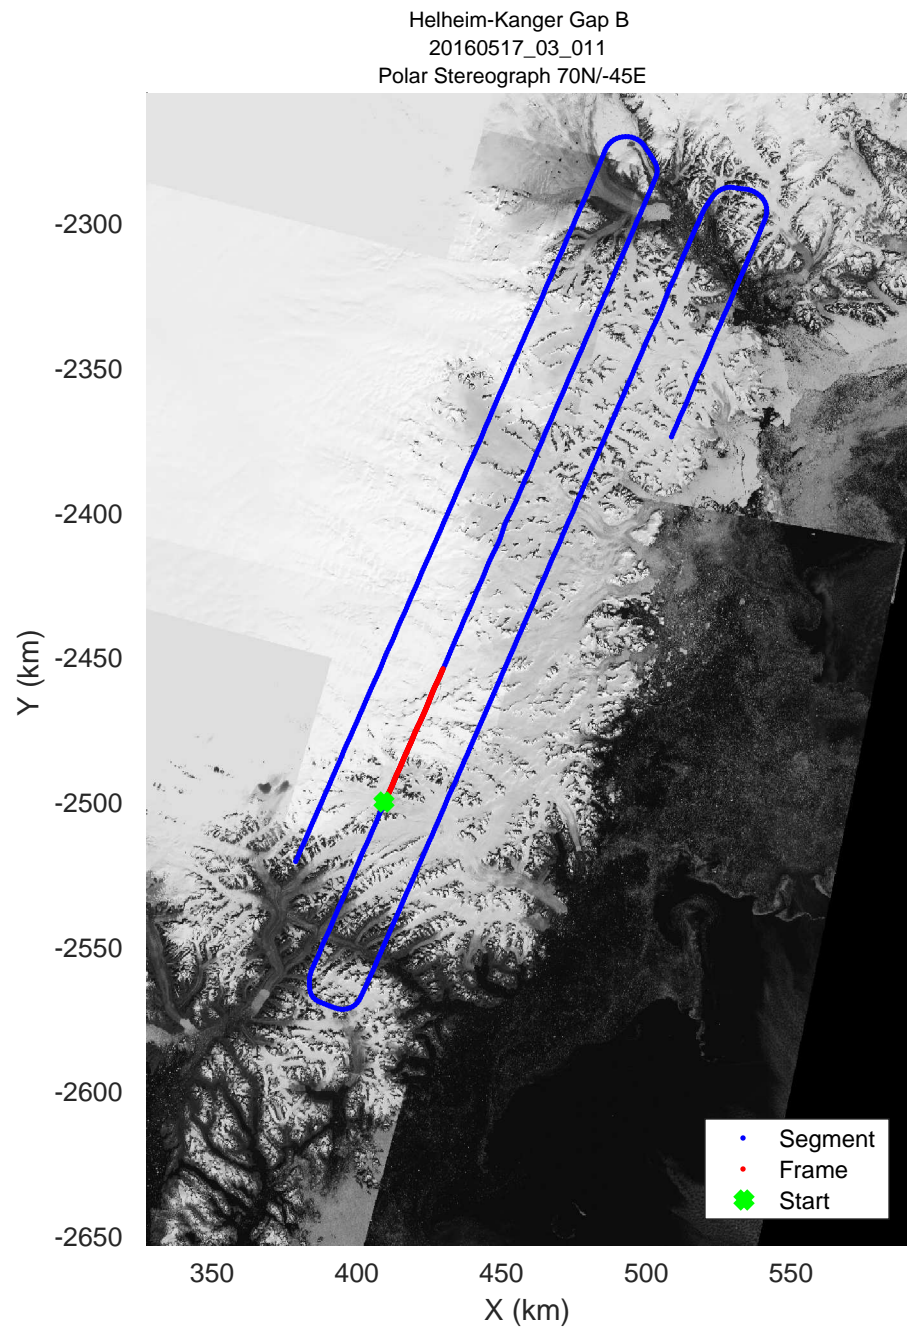 Helheim-Kanger Gap B
20160517_03_011
Polar Stereograph 70N/-45E
-2300
-2350
-2400
-2450
-2500
-2550
-2600
-2650
Y (km)
350
400
450
500
550
X (km)
Segment
Frame
Start